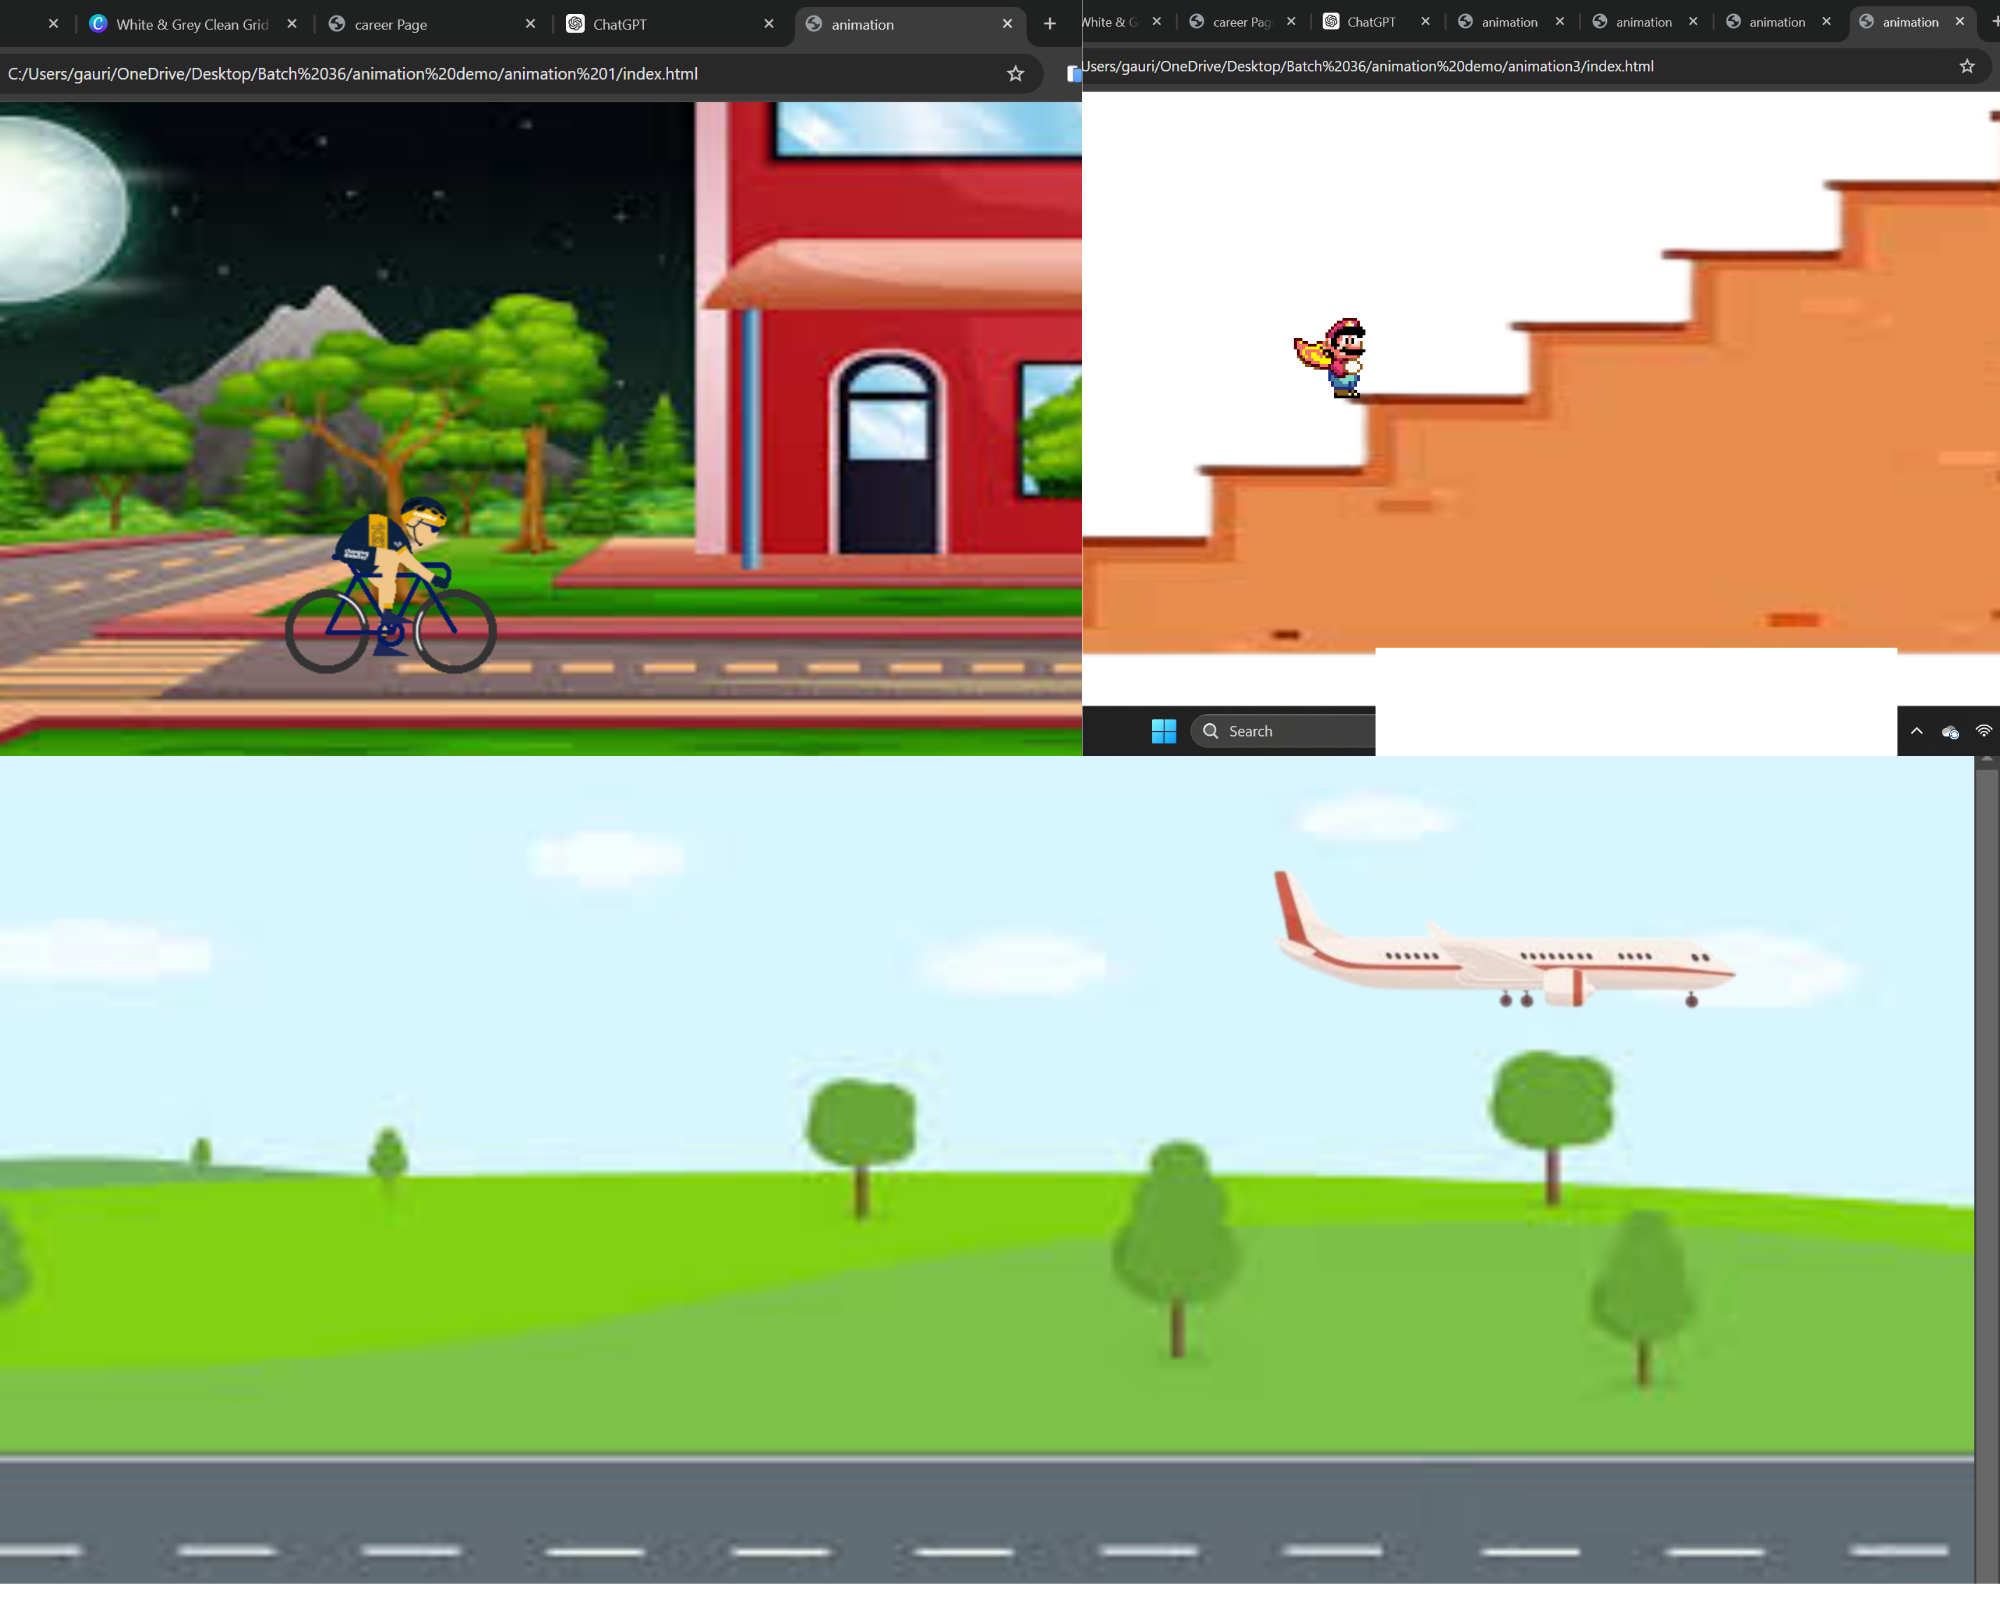 White & Grey Clean Grid
career Page
ChatGPT
animation
C:/Users/gauri/OneDrive/Desktop/Batch%2036/animation%20demo/animation%201/index.html
White & G
career Pag
ChatGPT
animation
animation
animation
animation
Users/gauri/OneDrive/Desktop/Batch%2036/animation%20demo/animation3/index.html
Search